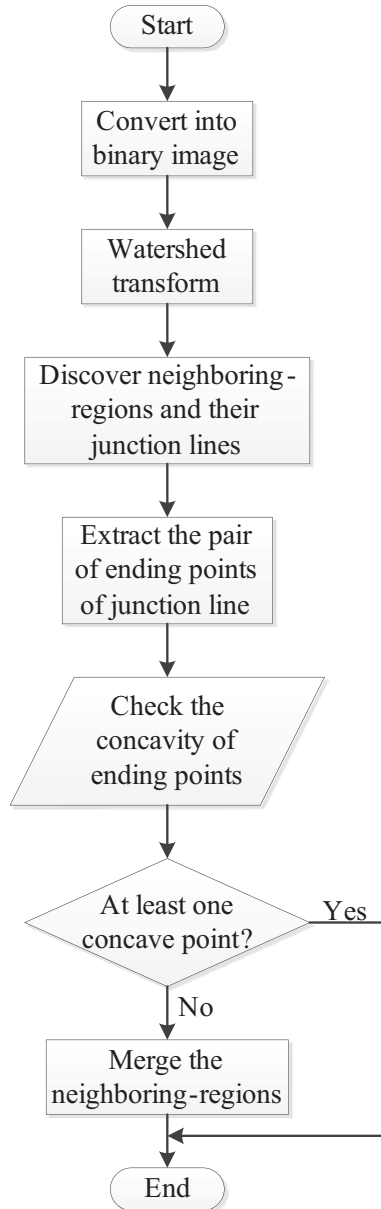 Start
Convert into
binary image
Watershed
transform
Discover neighboring-
regions and their
junction lines
Extract the pair
of ending points
of junction line
Check the
concavity of
ending points
At least one
concave point?
Yes
No
Merge the
neighboring-regions
End